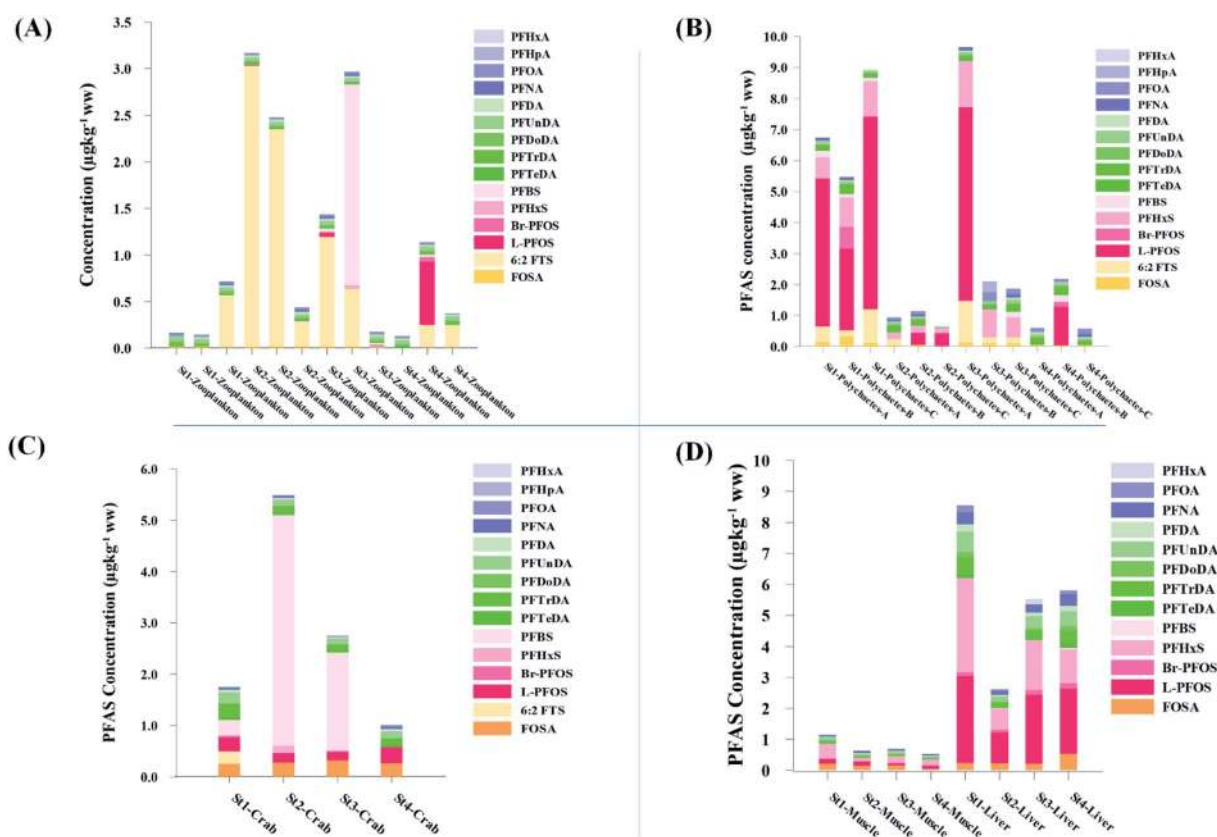 (A)
Concentration (µgkg⁻¹ ww)
3.5
3.0
2.5
2.0
1.5
1.0
0.5
0.0
St1-Zooplankton
St1-Zooplankton
St1-Zooplankton
St2-Zooplankton
St2-Zooplankton
St2-Zooplankton
St3-Zooplankton
St3-Zooplankton
St3-Zooplankton
St4-Zooplankton
St4-Zooplankton
St4-Zooplankton
PFHxA
PFHpA
PFOA
PFNA
PFDA
PFUnDA
PFDoDA
PFTrDA
PFTeDA
PFBS
PFHxS
Br-PFOS
L-PFOS
6:2 FTS
FOSA
(B)
PFAS concentration (µgkg⁻¹ ww)
10.0
9.0
8.0
7.0
6.0
5.0
4.0
3.0
2.0
1.0
0.0
St1-Polychaetes-A
St1-Polychaetes-B
St1-Polychaetes-C
St2-Polychaetes-A
St2-Polychaetes-B
St2-Polychaetes-C
St3-Polychaetes-A
St3-Polychaetes-B
St3-Polychaetes-C
St4-Polychaetes-A
St4-Polychaetes-B
St4-Polychaetes-C
PFHxA
PFHpA
PFOA
PFNA
PFDA
PFUnDA
PFDoDA
PFTrDA
PFTeDA
PFBS
PFHxS
Br-PFOS
L-PFOS
6:2 FTS
FOSA
(C)
PFAS Concentration (µgkg⁻¹ ww)
6.0
5.0
4.0
3.0
2.0
1.0
0.0
St1-Crab
St2-Crab
St3-Crab
St4-Crab
PFHxA
PFHpA
PFOA
PFNA
PFDA
PFUnDA
PFDoDA
PFTrDA
PFTeDA
PFBS
PFHxS
Br-PFOS
L-PFOS
6:2 FTS
FOSA
(D)
PFAS Concentration (µgkg⁻¹ ww)
10
9
8
7
6
5
4
3
2
1
0
St1-Muscle
St2-Muscle
St3-Muscle
St4-Muscle
St1-Liver
St2-Liver
St3-Liver
St4-Liver
PFHxA
PFOA
PFNA
PFDA
PFUnDA
PFDoDA
PFTrDA
PFTeDA
PFBS
PFHxS
Br-PFOS
L-PFOS
FOSA